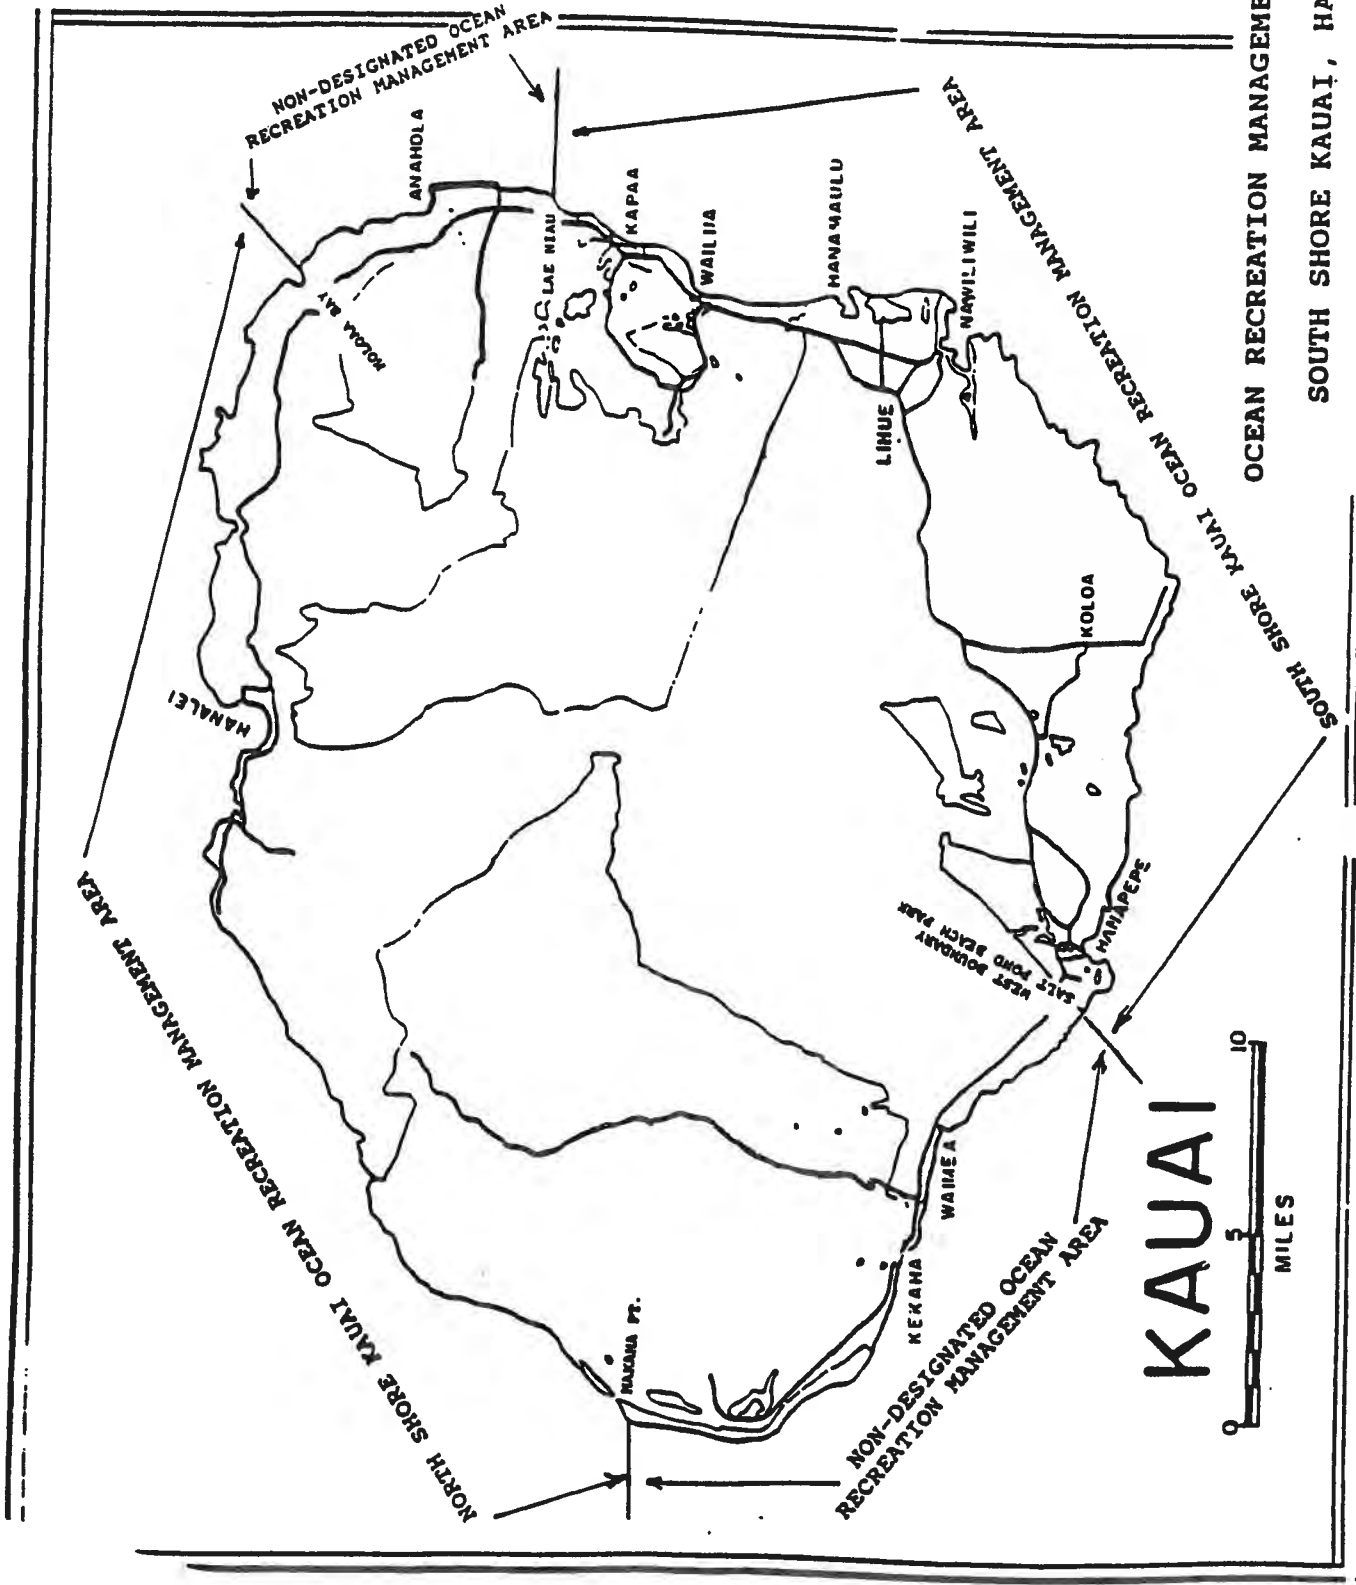 NON-DESIGNATED OCEAN
RECREATION MANAGEMENT AREA
ANAHOLA
MOLOAA BAY
LAE NIAU
KAPAA
WAILUA
HANAMAULU
NAWILIWILI
LIHUE
KOLOA
HANALEI
HANAPEPE
WEST BOUNDARY
SALT POND BEACH PARK
WAIMEA
KEKAHA
MAKAHA PT.
NORTH SHORE KAUAI OCEAN RECREATION MANAGEMENT AREA
SOUTH SHORE KAUAI OCEAN RECREATION MANAGEMENT AREA
NON-DESIGNATED OCEAN
RECREATION MANAGEMENT AREA
KAUAI
0 5 10
MILES
OCEAN RECREATION MANAGEME
SOUTH SHORE KAUAI, HA